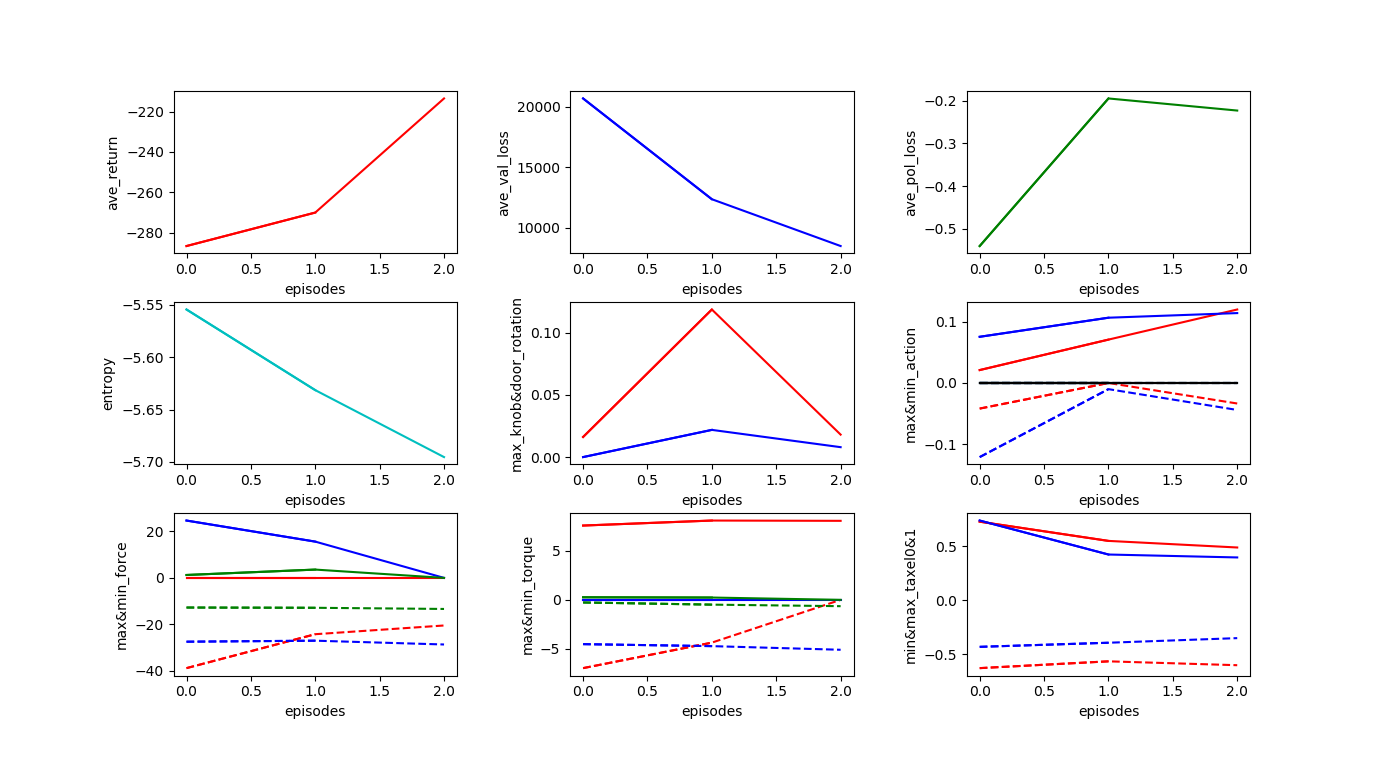 ave_return
−220
−240
−260
−280
0.0 0.5 1.0 1.5 2.0
episodes
ave_val_loss
20000
15000
10000
0.0 0.5 1.0 1.5 2.0
episodes
ave_pol_loss
−0.2
−0.3
−0.4
−0.5
0.0 0.5 1.0 1.5 2.0
episodes
entropy
−5.55
−5.60
−5.65
−5.70
0.0 0.5 1.0 1.5 2.0
episodes
max_knob&door_rotation
0.10
0.05
0.00
0.0 0.5 1.0 1.5 2.0
episodes
max&min_action
0.1
0.0
−0.1
0.0 0.5 1.0 1.5 2.0
episodes
max&min_force
20
0
−20
−40
0.0 0.5 1.0 1.5 2.0
episodes
max&min_torque
5
0
−5
0.0 0.5 1.0 1.5 2.0
episodes
min&max_taxel0&1
0.5
0.0
−0.5
0.0 0.5 1.0 1.5 2.0
episodes